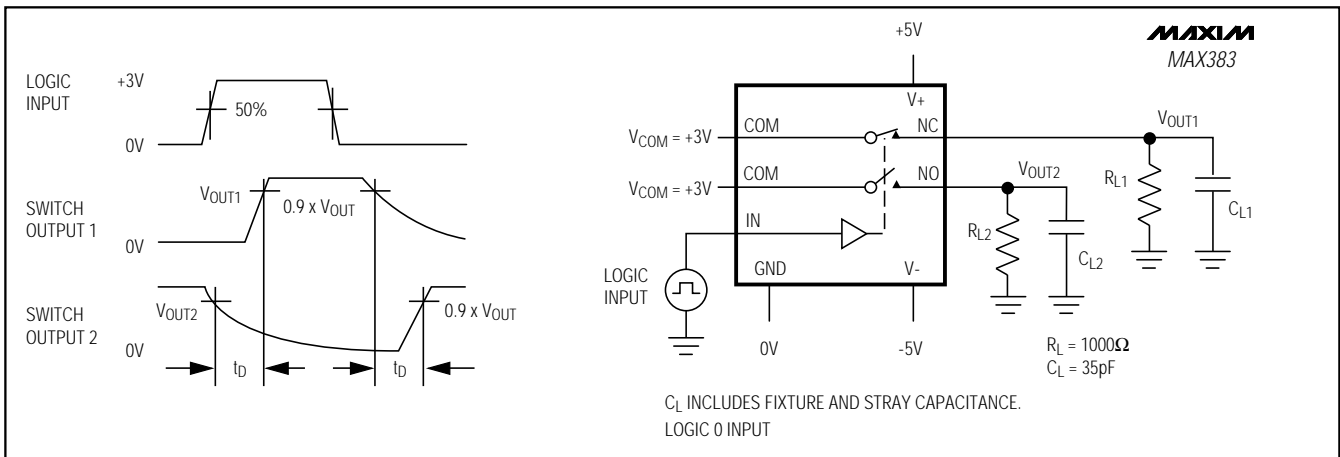 LOGIC
INPUT
+3V
50%
0V
SWITCH
OUTPUT 1
VOUT1
0.9 x VOUT
0V
SWITCH
OUTPUT 2
VOUT2
0.9 x VOUT
0V
tD
tD
+5V
MAXIM
MAX383
V+
VCOM = +3V
COM
NC
VOUT1
VCOM = +3V
COM
NO
VOUT2
RL1
CL1
IN
RL2
CL2
LOGIC
INPUT
GND
V-
0V
-5V
RL = 1000Ω
CL = 35pF
CL INCLUDES FIXTURE AND STRAY CAPACITANCE.
LOGIC 0 INPUT